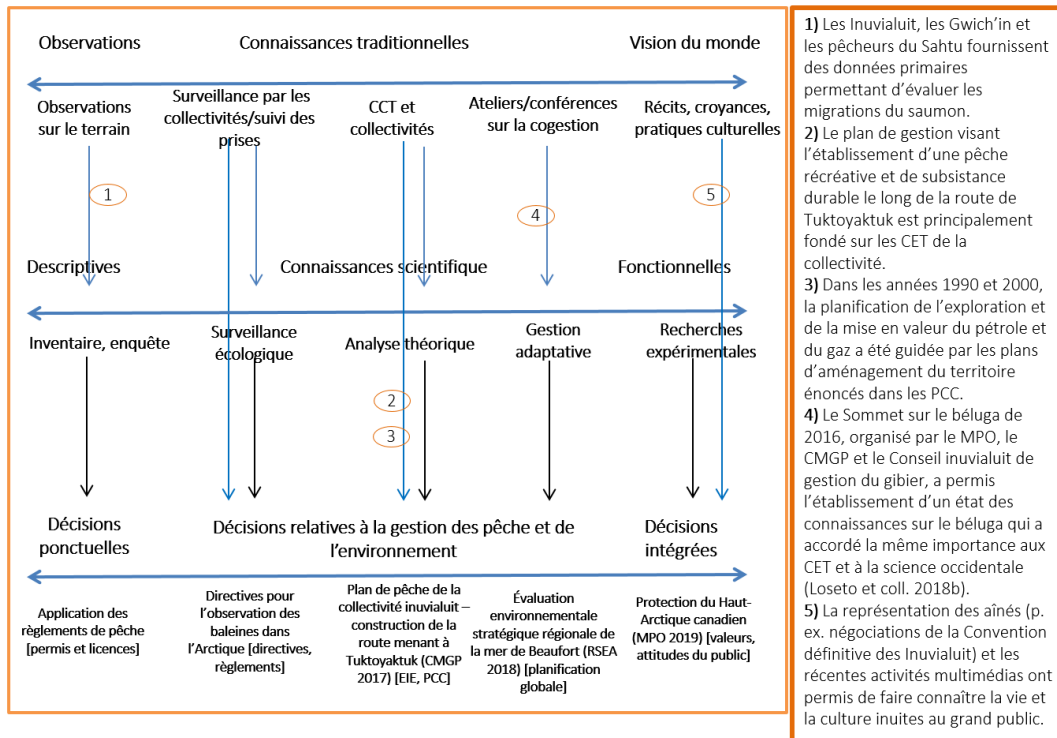 Observations
Connaissances traditionnelles
Vision du monde
Observations
sur le terrain
Surveillance par les
collectivités/suivi des
prises
CCT et
collectivités
Ateliers/conférences
sur la cogestion
Récits, croyances,
pratiques culturelles
1
4
5
Descriptives
Connaissances scientifique
Fonctionnelles
Inventaire, enquête
Surveillance
écologique
Analyse théorique
Gestion
adaptative
Recherches
expérimentales
2
3
Décisions
ponctuelles
Décisions relatives à la gestion des pêche et de
l'environnement
Décisions
intégrées
Application des
règlements de pêche
[permis et licences]
Directives pour
l'observation des
baleines dans
l'Arctique [directives,
règlements]
Plan de pêche de la
collectivité inuvialuit –
construction de la
route menant à
Tuktoyaktuk (CMGP
2017) [EIE, PCC]
Évaluation
environnementale
stratégique régionale de
la mer de Beaufort (RSEA
2018) [planification
globale]
Protection du Haut-
Arctique canadien
(MPO 2019) [valeurs,
attitudes du public]
1) Les Inuvialuit, les Gwich'in et
les pêcheurs du Sahtu fournissent
des données primaires
permettant d'évaluer les
migrations du saumon.
2) Le plan de gestion visant
l'établissement d'une pêche
récréative et de subsistance
durable le long de la route de
Tuktoyaktuk est principalement
fondé sur les CET de la
collectivité.
3) Dans les années 1990 et 2000,
la planification de l'exploration et
de la mise en valeur du pétrole et
du gaz a été guidée par les plans
d'aménagement du territoire
énoncés dans les PCC.
4) Le Sommet sur le béluga de
2016, organisé par le MPO, le
CMGP et le Conseil inuvialuit de
gestion du gibier, a permis
l'établissement d'un état des
connaissances sur le béluga qui a
accordé la même importance aux
CET et à la science occidentale
(Loseto et coll. 2018b).
5) La représentation des aînés (p.
ex. négociations de la Convention
définitive des Inuvialuit) et les
récentes activités multimédias ont
permis de faire connaître la vie et
la culture inuites au grand public.